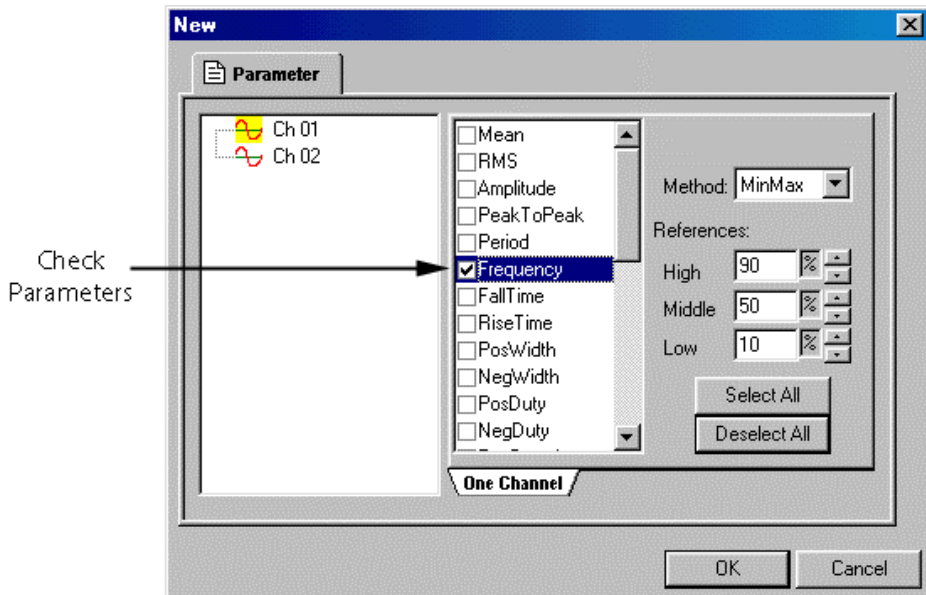 New
Parameter
Ch 01
Ch 02
Check
Parameters
Mean
RMS
Amplitude
PeakToPeak
Period
Frequency
FallTime
RiseTime
PosWidth
NegWidth
PosDuty
NegDuty
One Channel
Method: MinMax
References:
High 90 %
Middle 50 %
Low 10 %
Select All
Deselect All
OK Cancel